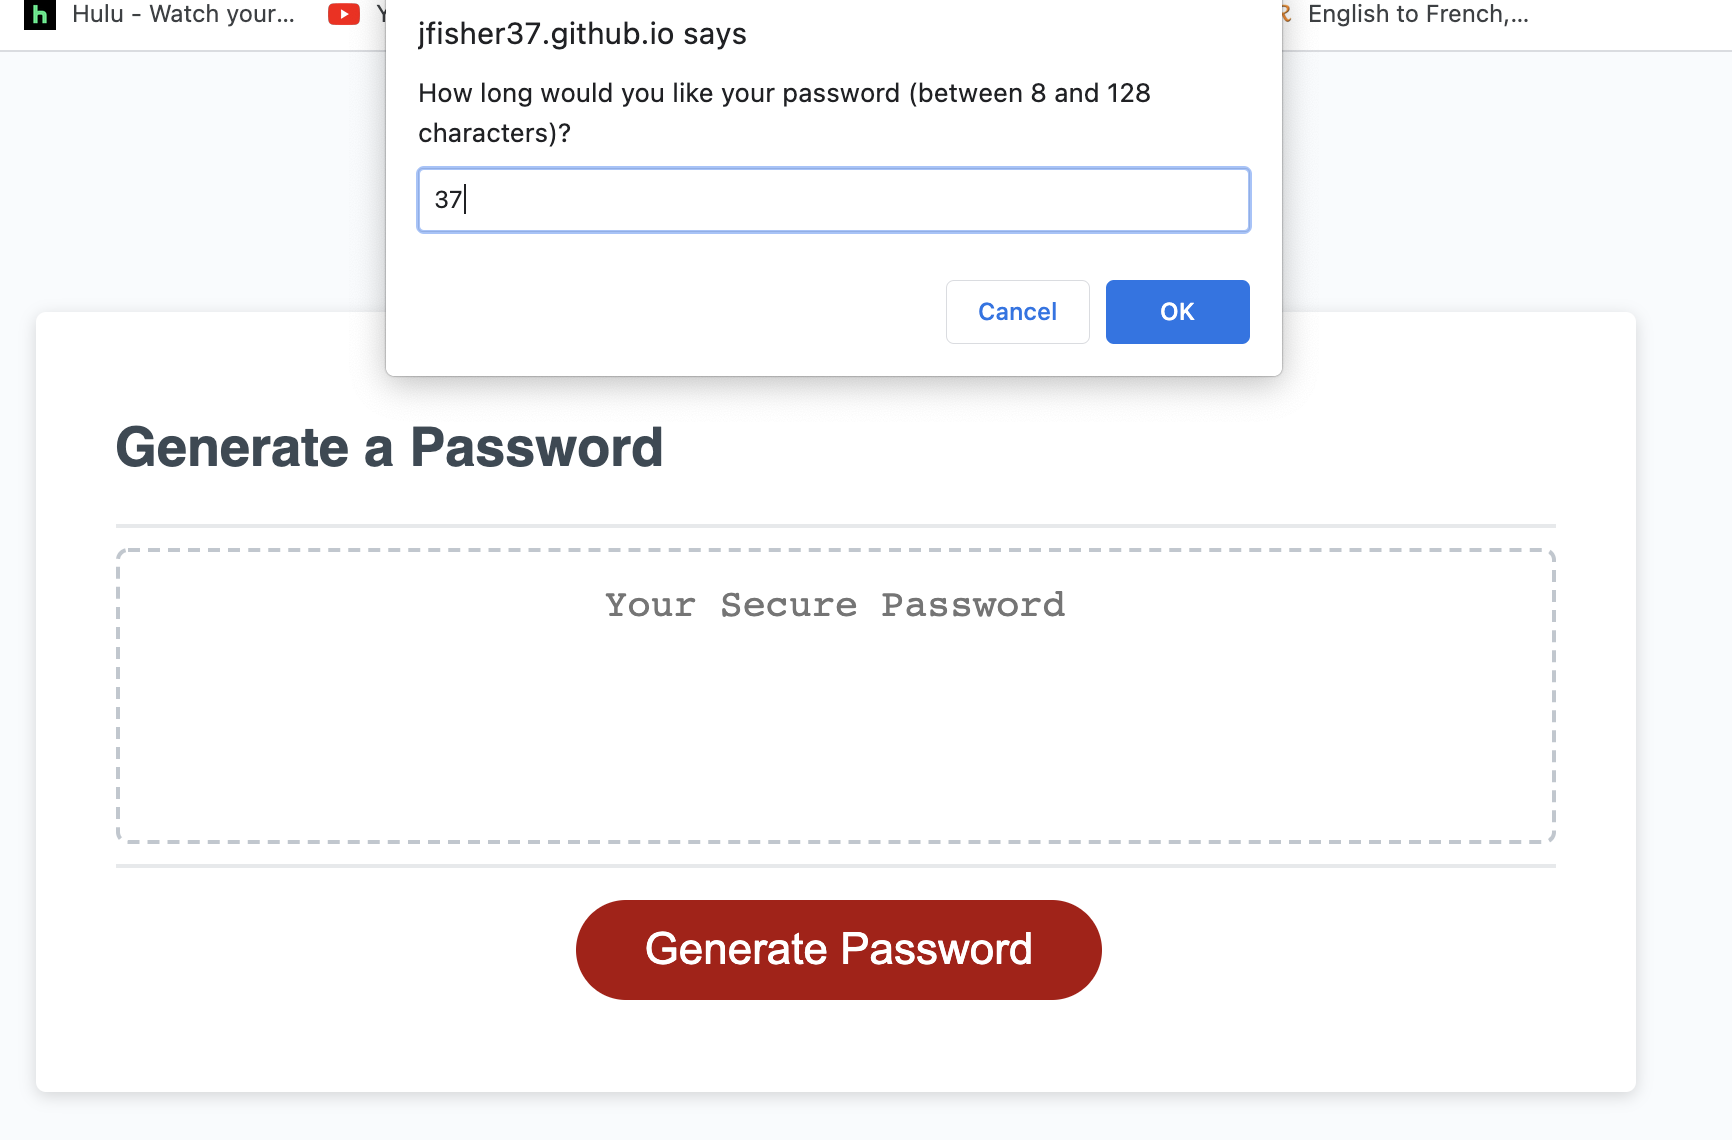 h Hulu - Watch your... Y English to French,...
jfisher37.github.io says
How long would you like your password (between 8 and 128
characters)?
37
Cancel OK
Generate a Password
Your Secure Password
Generate Password